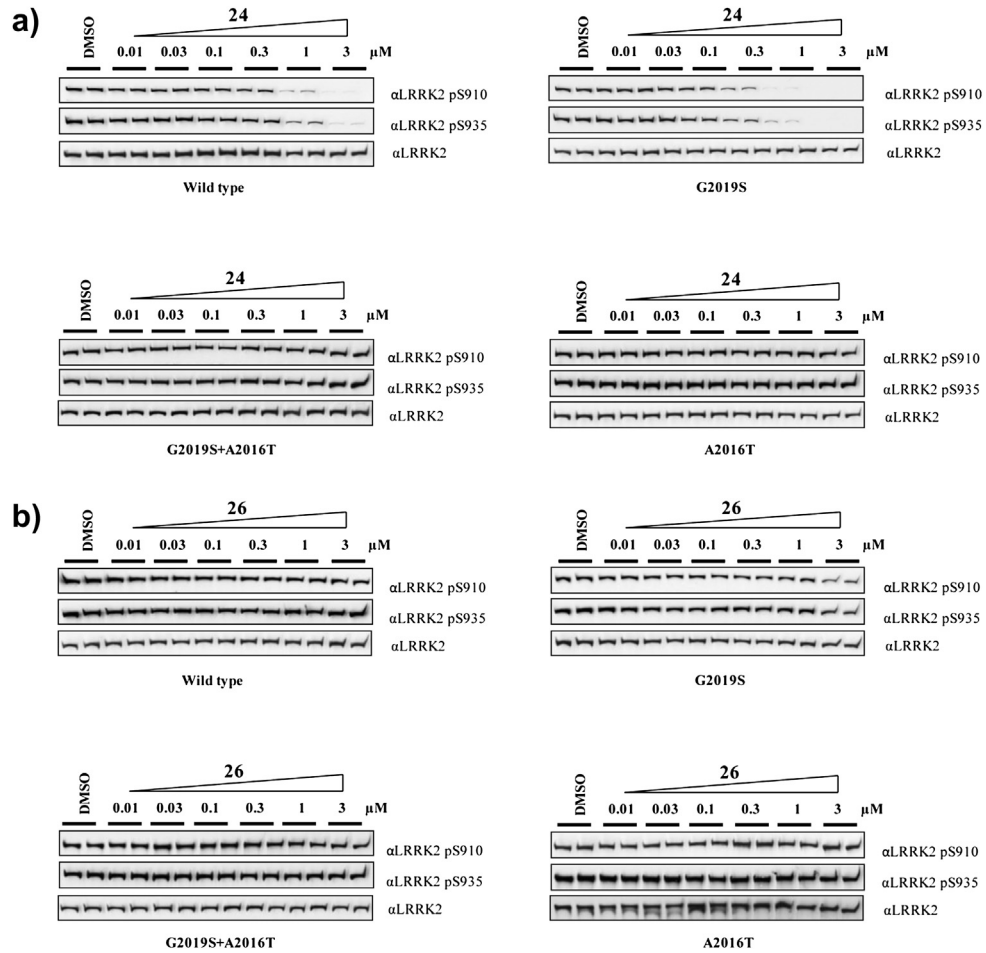 a)
24
DMSO 0.01 0.03 0.1 0.3 1 3 µM
αLRRK2 pS910
αLRRK2 pS935
αLRRK2
Wild type
24
DMSO 0.01 0.03 0.1 0.3 1 3 µM
αLRRK2 pS910
αLRRK2 pS935
αLRRK2
G2019S
24
DMSO 0.01 0.03 0.1 0.3 1 3 µM
αLRRK2 pS910
αLRRK2 pS935
αLRRK2
G2019S+A2016T
24
DMSO 0.01 0.03 0.1 0.3 1 3 µM
αLRRK2 pS910
αLRRK2 pS935
αLRRK2
A2016T
b)
26
DMSO 0.01 0.03 0.1 0.3 1 3 µM
αLRRK2 pS910
αLRRK2 pS935
αLRRK2
Wild type
26
DMSO 0.01 0.03 0.1 0.3 1 3 µM
αLRRK2 pS910
αLRRK2 pS935
αLRRK2
G2019S
26
DMSO 0.01 0.03 0.1 0.3 1 3 µM
αLRRK2 pS910
αLRRK2 pS935
αLRRK2
G2019S+A2016T
26
DMSO 0.01 0.03 0.1 0.3 1 3 µM
αLRRK2 pS910
αLRRK2 pS935
αLRRK2
A2016T